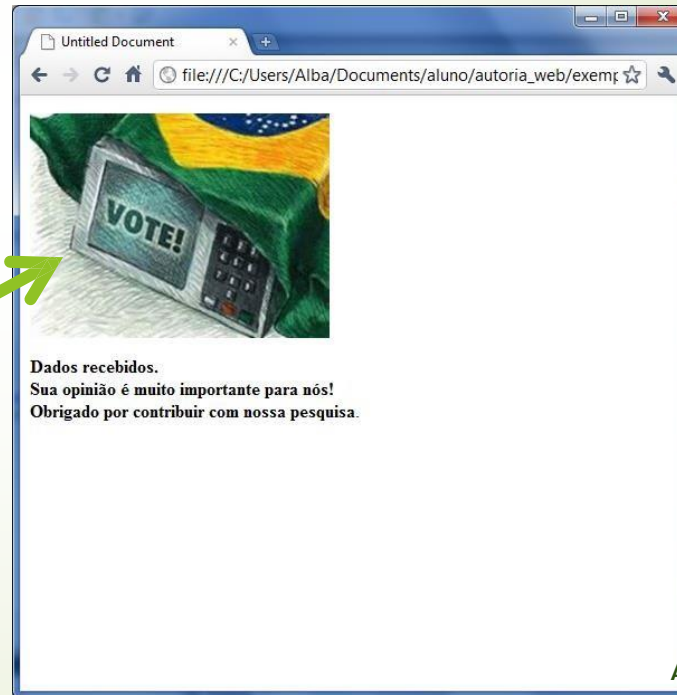 Untitled Document
file:///C:/Users/Alba/Documents/aluno/autoria_web/exemp
VOTE!
Dados recebidos.
Sua opinião é muito importante para nós!
Obrigado por contribuir com nossa pesquisa.
A